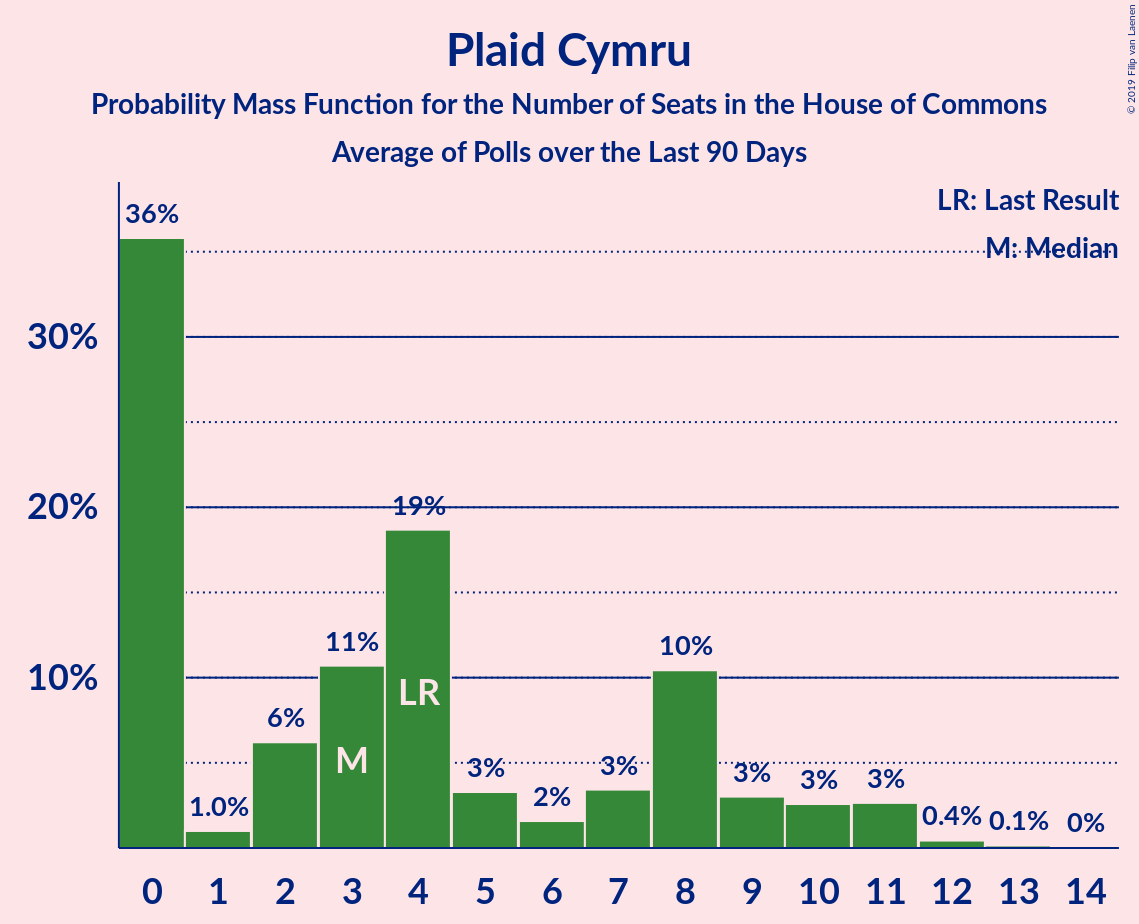 Plaid Cymru
Probability Mass Function for the Number of Seats in the House of Commons
Average of Polls over the Last 90 Days
© 2019 Filip van Laenen
LR: Last Result
M: Median
36%
30%
20%
19%
11%
10%
10%
LR
6%
M
3%
3%
3%
3%
3%
2%
1.0%
0.4%
0.1%
0%
0 1 2 3 4 5 6 7 8 9 10 11 12 13 14